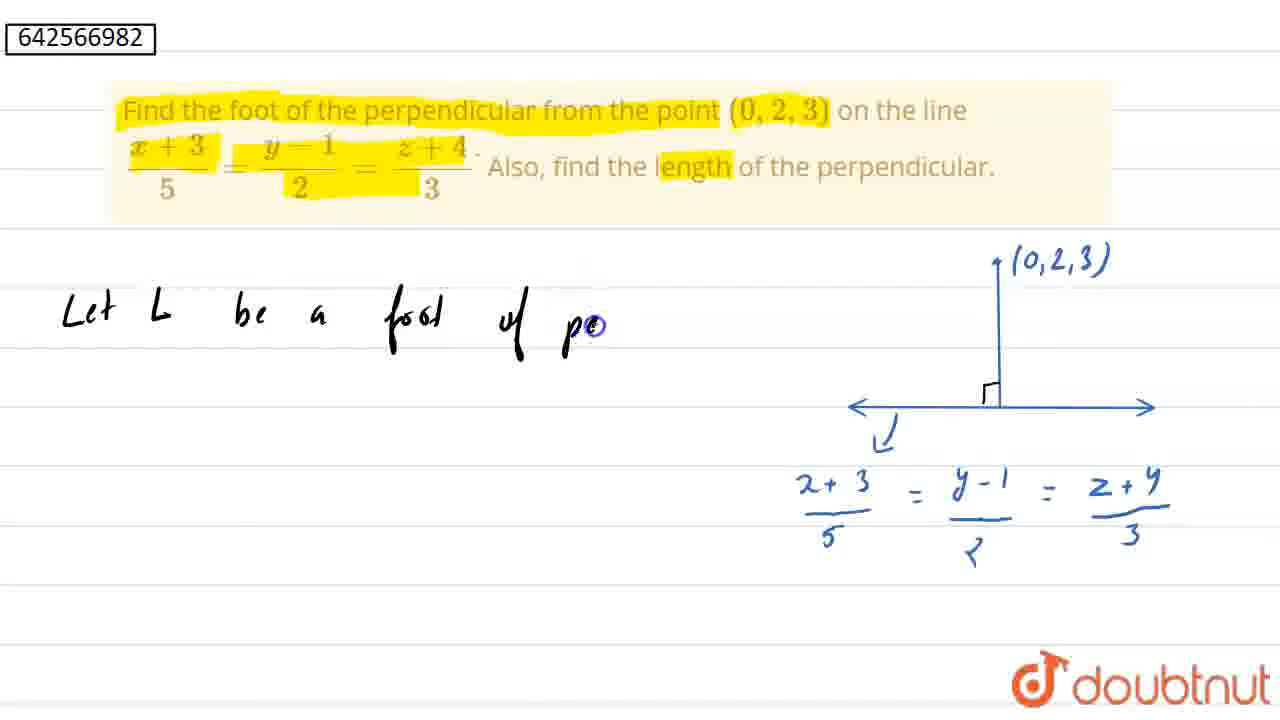 642566982
Find the foot of the perpendicular from the point (0, 2, 3) on the line
x + 3 / 5 = y − 1 / 2 = z + 4 / 3 . Also, find the length of the perpendicular.
(0,2,3)
Let L be a foot of pe
x + 3 / 5 = y - 1 / 2 = z + 4 / 3
doubtnut